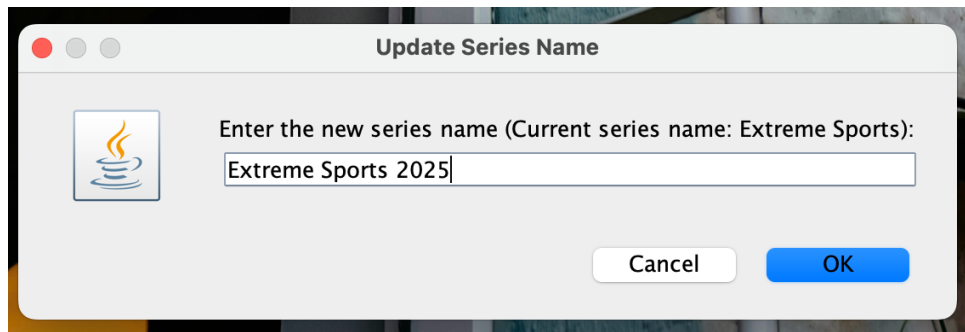 Update Series Name
Enter the new series name (Current series name: Extreme Sports):
Extreme Sports 2025
Cancel OK